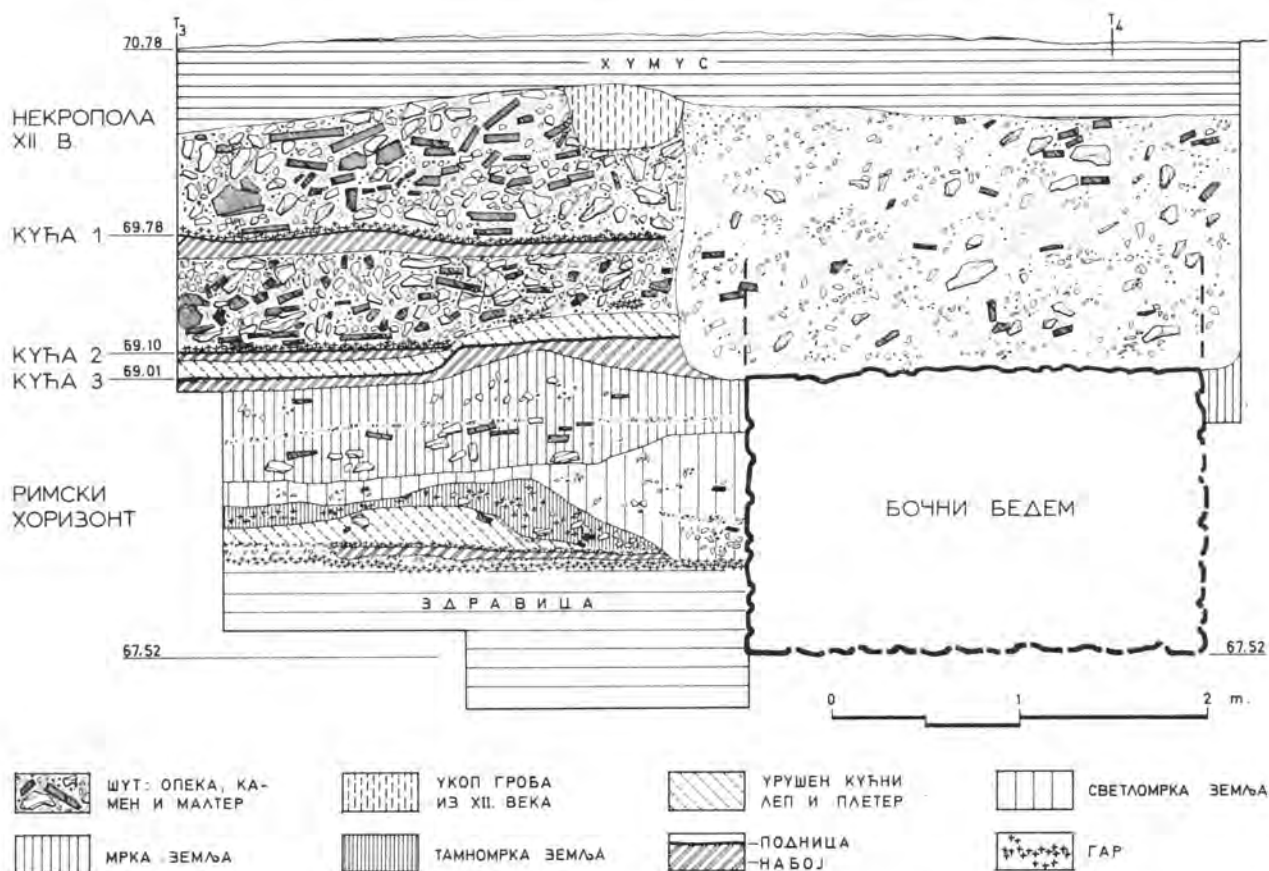 T3
T4
70.78
ХУМУС
НЕКРОПОЛА
XII. В.
КУЋА 1
69.78
КУЋА 2
69.10
КУЋА 3
69.01
РИМСКИ
ХОРИЗОНТ
БОЧНИ БЕДЕМ
ЗДРАВИЦА
67.52
67.52
0 1 2 m.
ШУТ: ОПЕКА, КА-
МЕН И МАЛТЕР
УКОП ГРОБА
ИЗ XII. ВЕКА
УРУШЕН КУЋНИ
ЛЕП И ПЛЕТЕР
СВЕТЛОМРКА ЗЕМЉА
МРКА ЗЕМЉА
ТАМНОМРКА ЗЕМЉА
ПОДНИЦА
НАБОЈ
ГАР